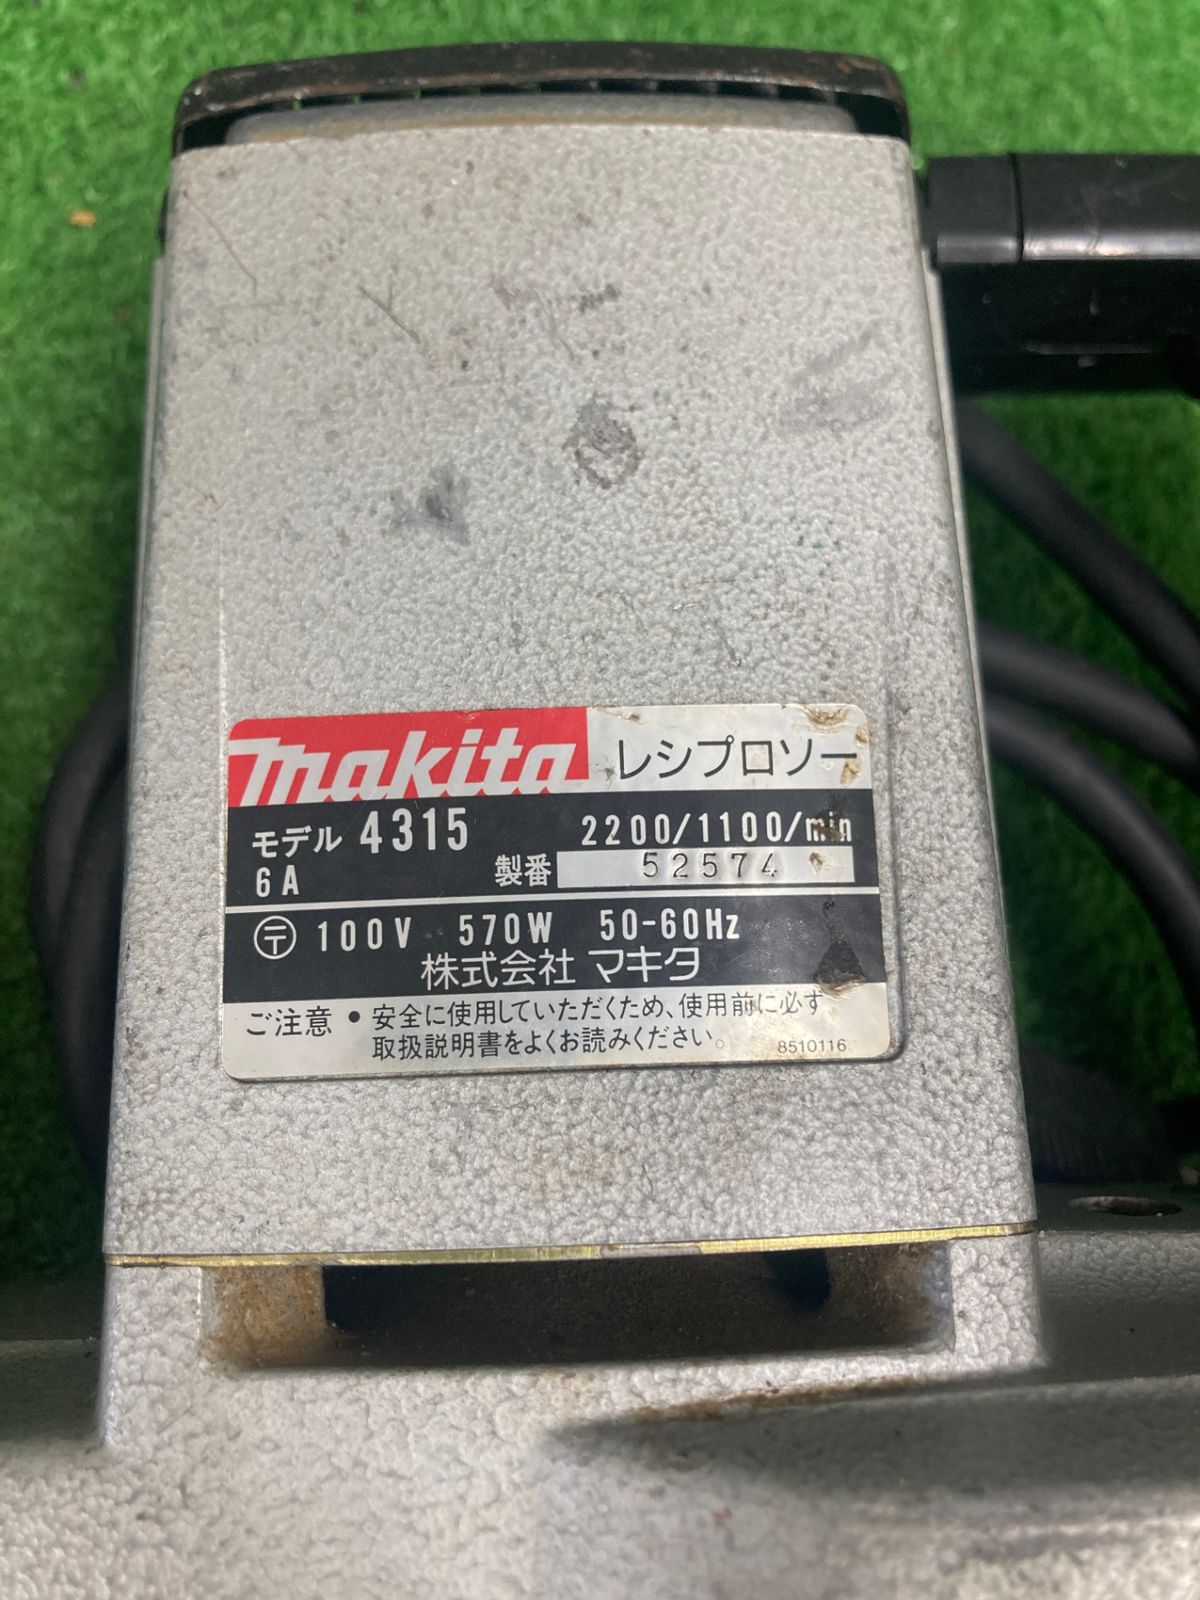 makita レシプロソー
モデル 4315 2200/1100/min
6A 製番 52574
〒 100V 570W 50-60Hz
株式会社 マキタ
ご注意 • 安全に使用していただくため、使用前に必ず
取扱説明書をよくお読みください。 8510116